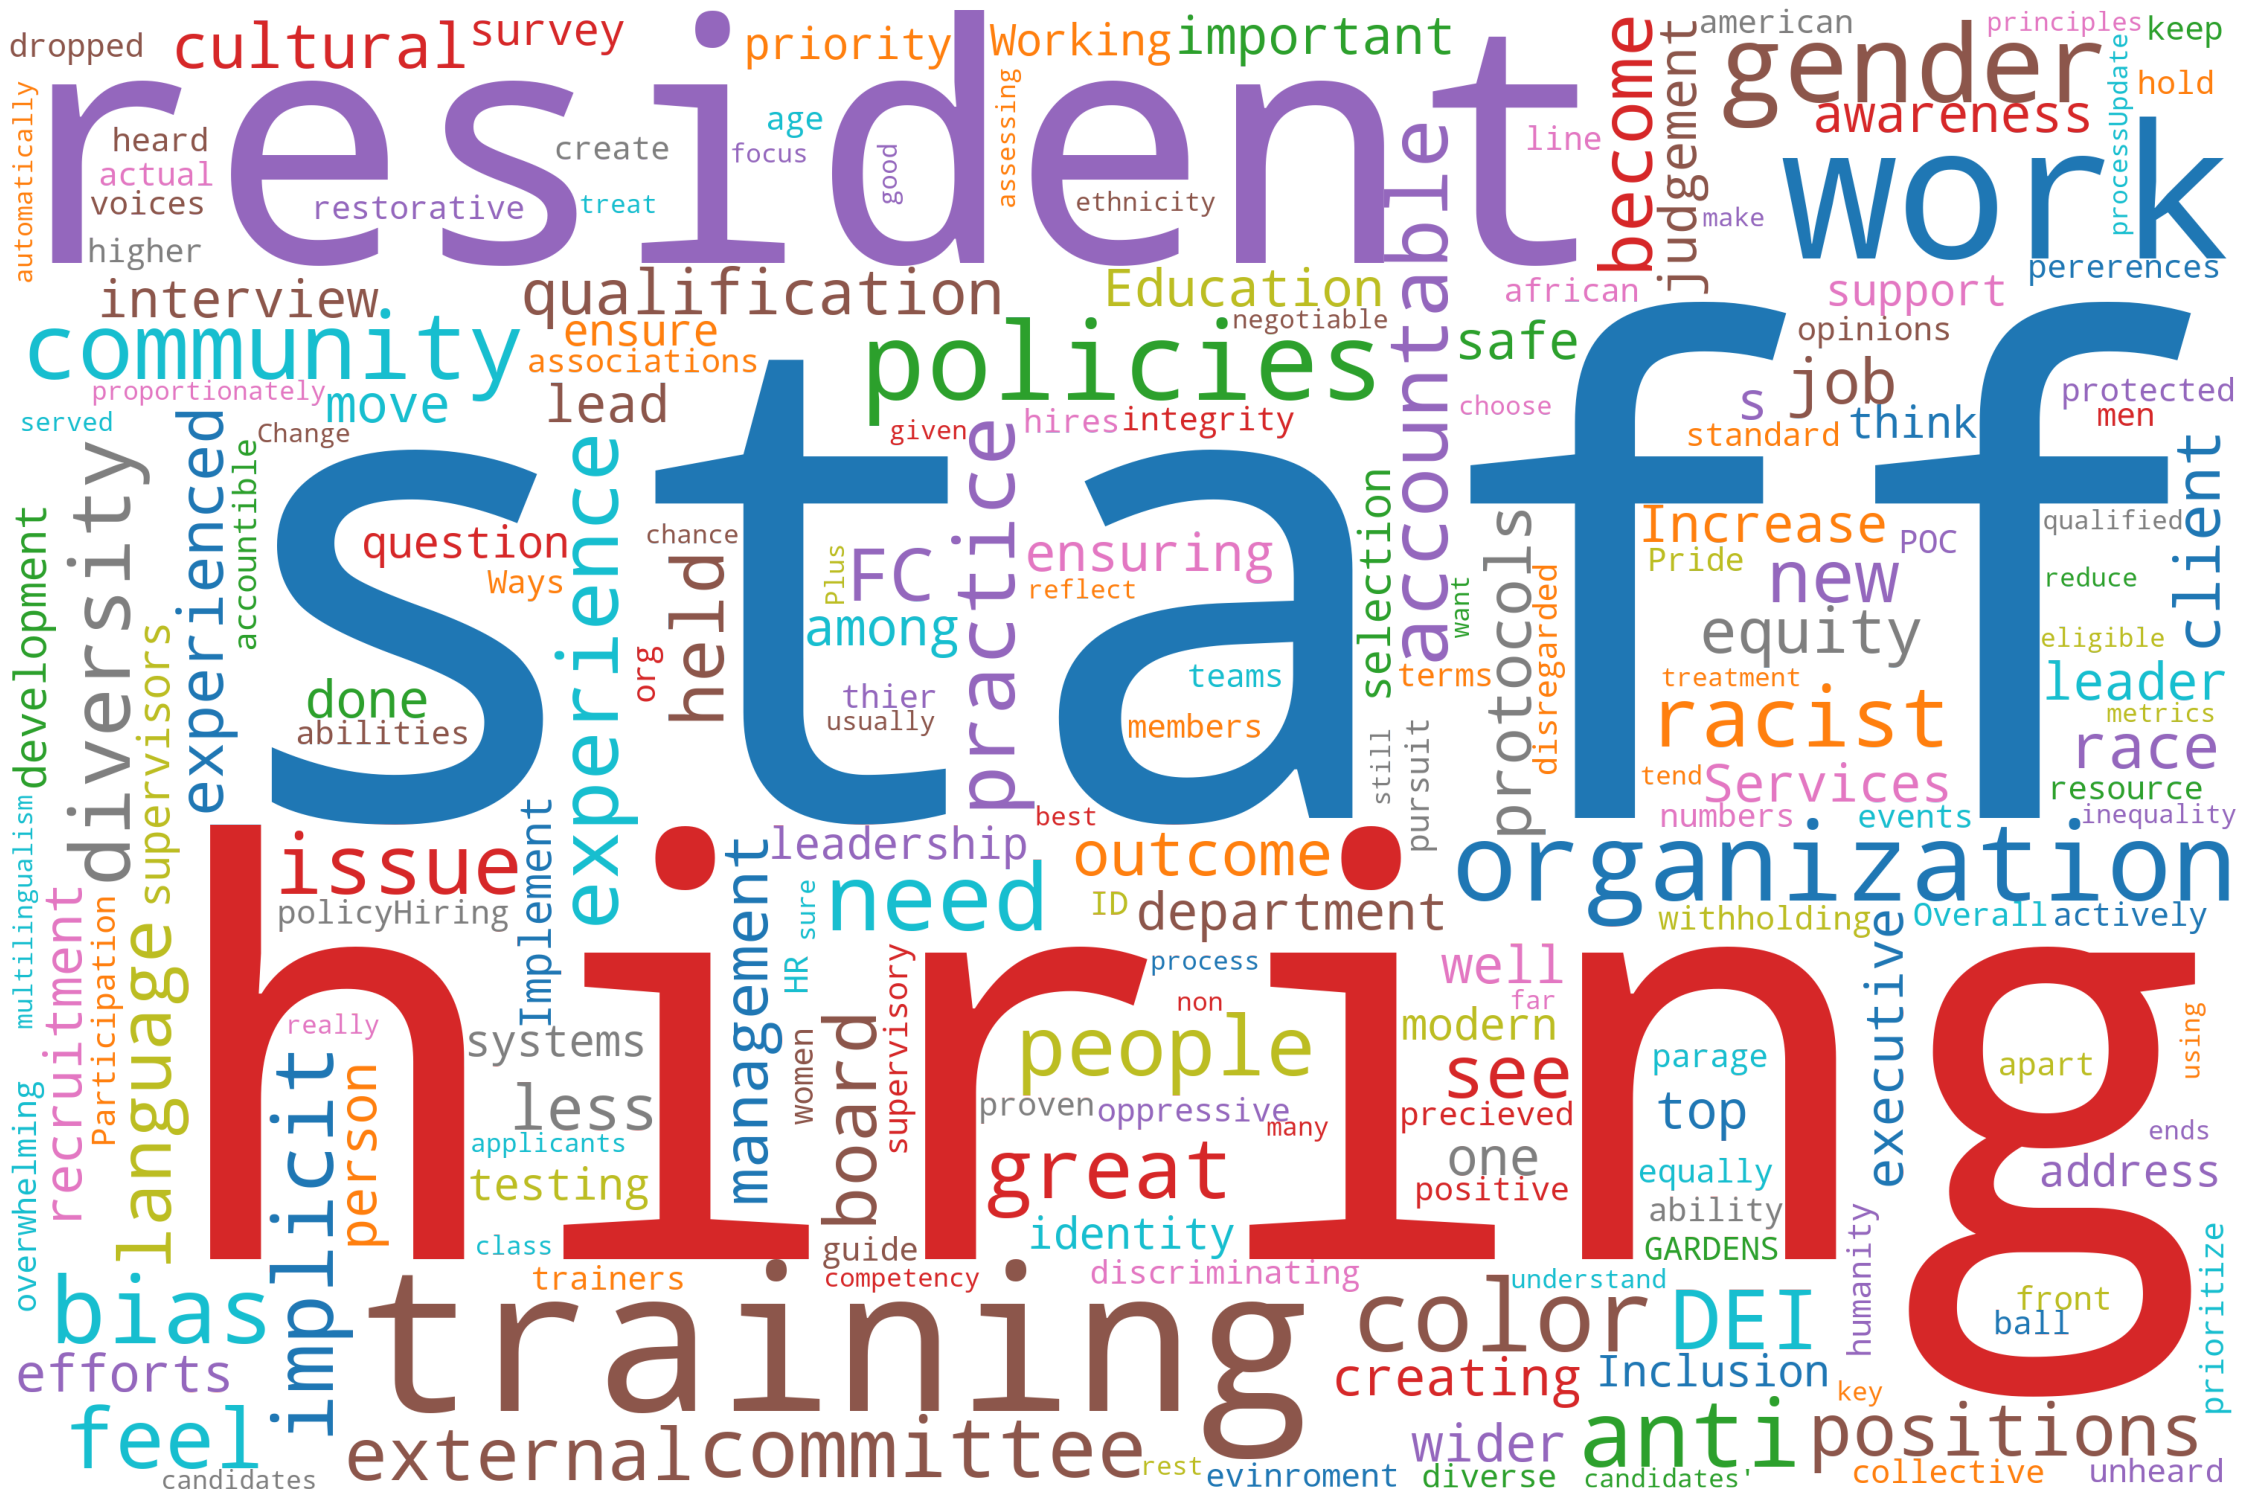 resident
staff
hiring
training
work
gender
cultural
survey
dropped
priority
Working
important
become
judgement
american
principles
keep
hold
processUpdate
awareness
automatically
heard
actual
voices
higher
restorative
create
treat
age
focus
good
assessing
ethnicity
accountable
line
make
pererences
interview
qualification
Education
negotiable
african
support
opinions
community
ensure
associations
policies
safe
job
s
think
protected
men
standard
choose
proportionately
served
move
Change
lead
given
hires
integrity
experienced
accountible
diversity
development
supervisors
question
Ways
experience
chance
held
org
Plus
FC
among
practice
ensuring
reflect
selection
want
terms
protocols
disregarded
Increase
Pride
POC
new
qualified
reduce
client
equity
eligible
treatment
leader
metrics
done
abilities
thier
usually
teams
members
still
pursuit
racist
tend
Services
race
resource
numbers
events
inequality
multilingualism
recruitment
Participation
language
issue
policyHiring
Implement
management
leadership
best
need
HR
sure
outcome
ID
department
organization
withholding
Overall
actively
executive
really
systems
less
implicit
person
applicants
testing
women
board
supervisory
process
non
people
proven
oppressive
many
great
well
far
modern
see
precieved
one
positive
parage
top
equally
ability
GARDENS
apart
using
ends
address
overwhelming
class
guide
identity
trainers
competency
discriminating
understand
humanity
prioritize
front
ball
bias
efforts
feel
candidates
color
DEI
creating
Inclusion
key
external
committee
rest
evinroment
wider
diverse
anti
candidates'
positions
collective
unheard